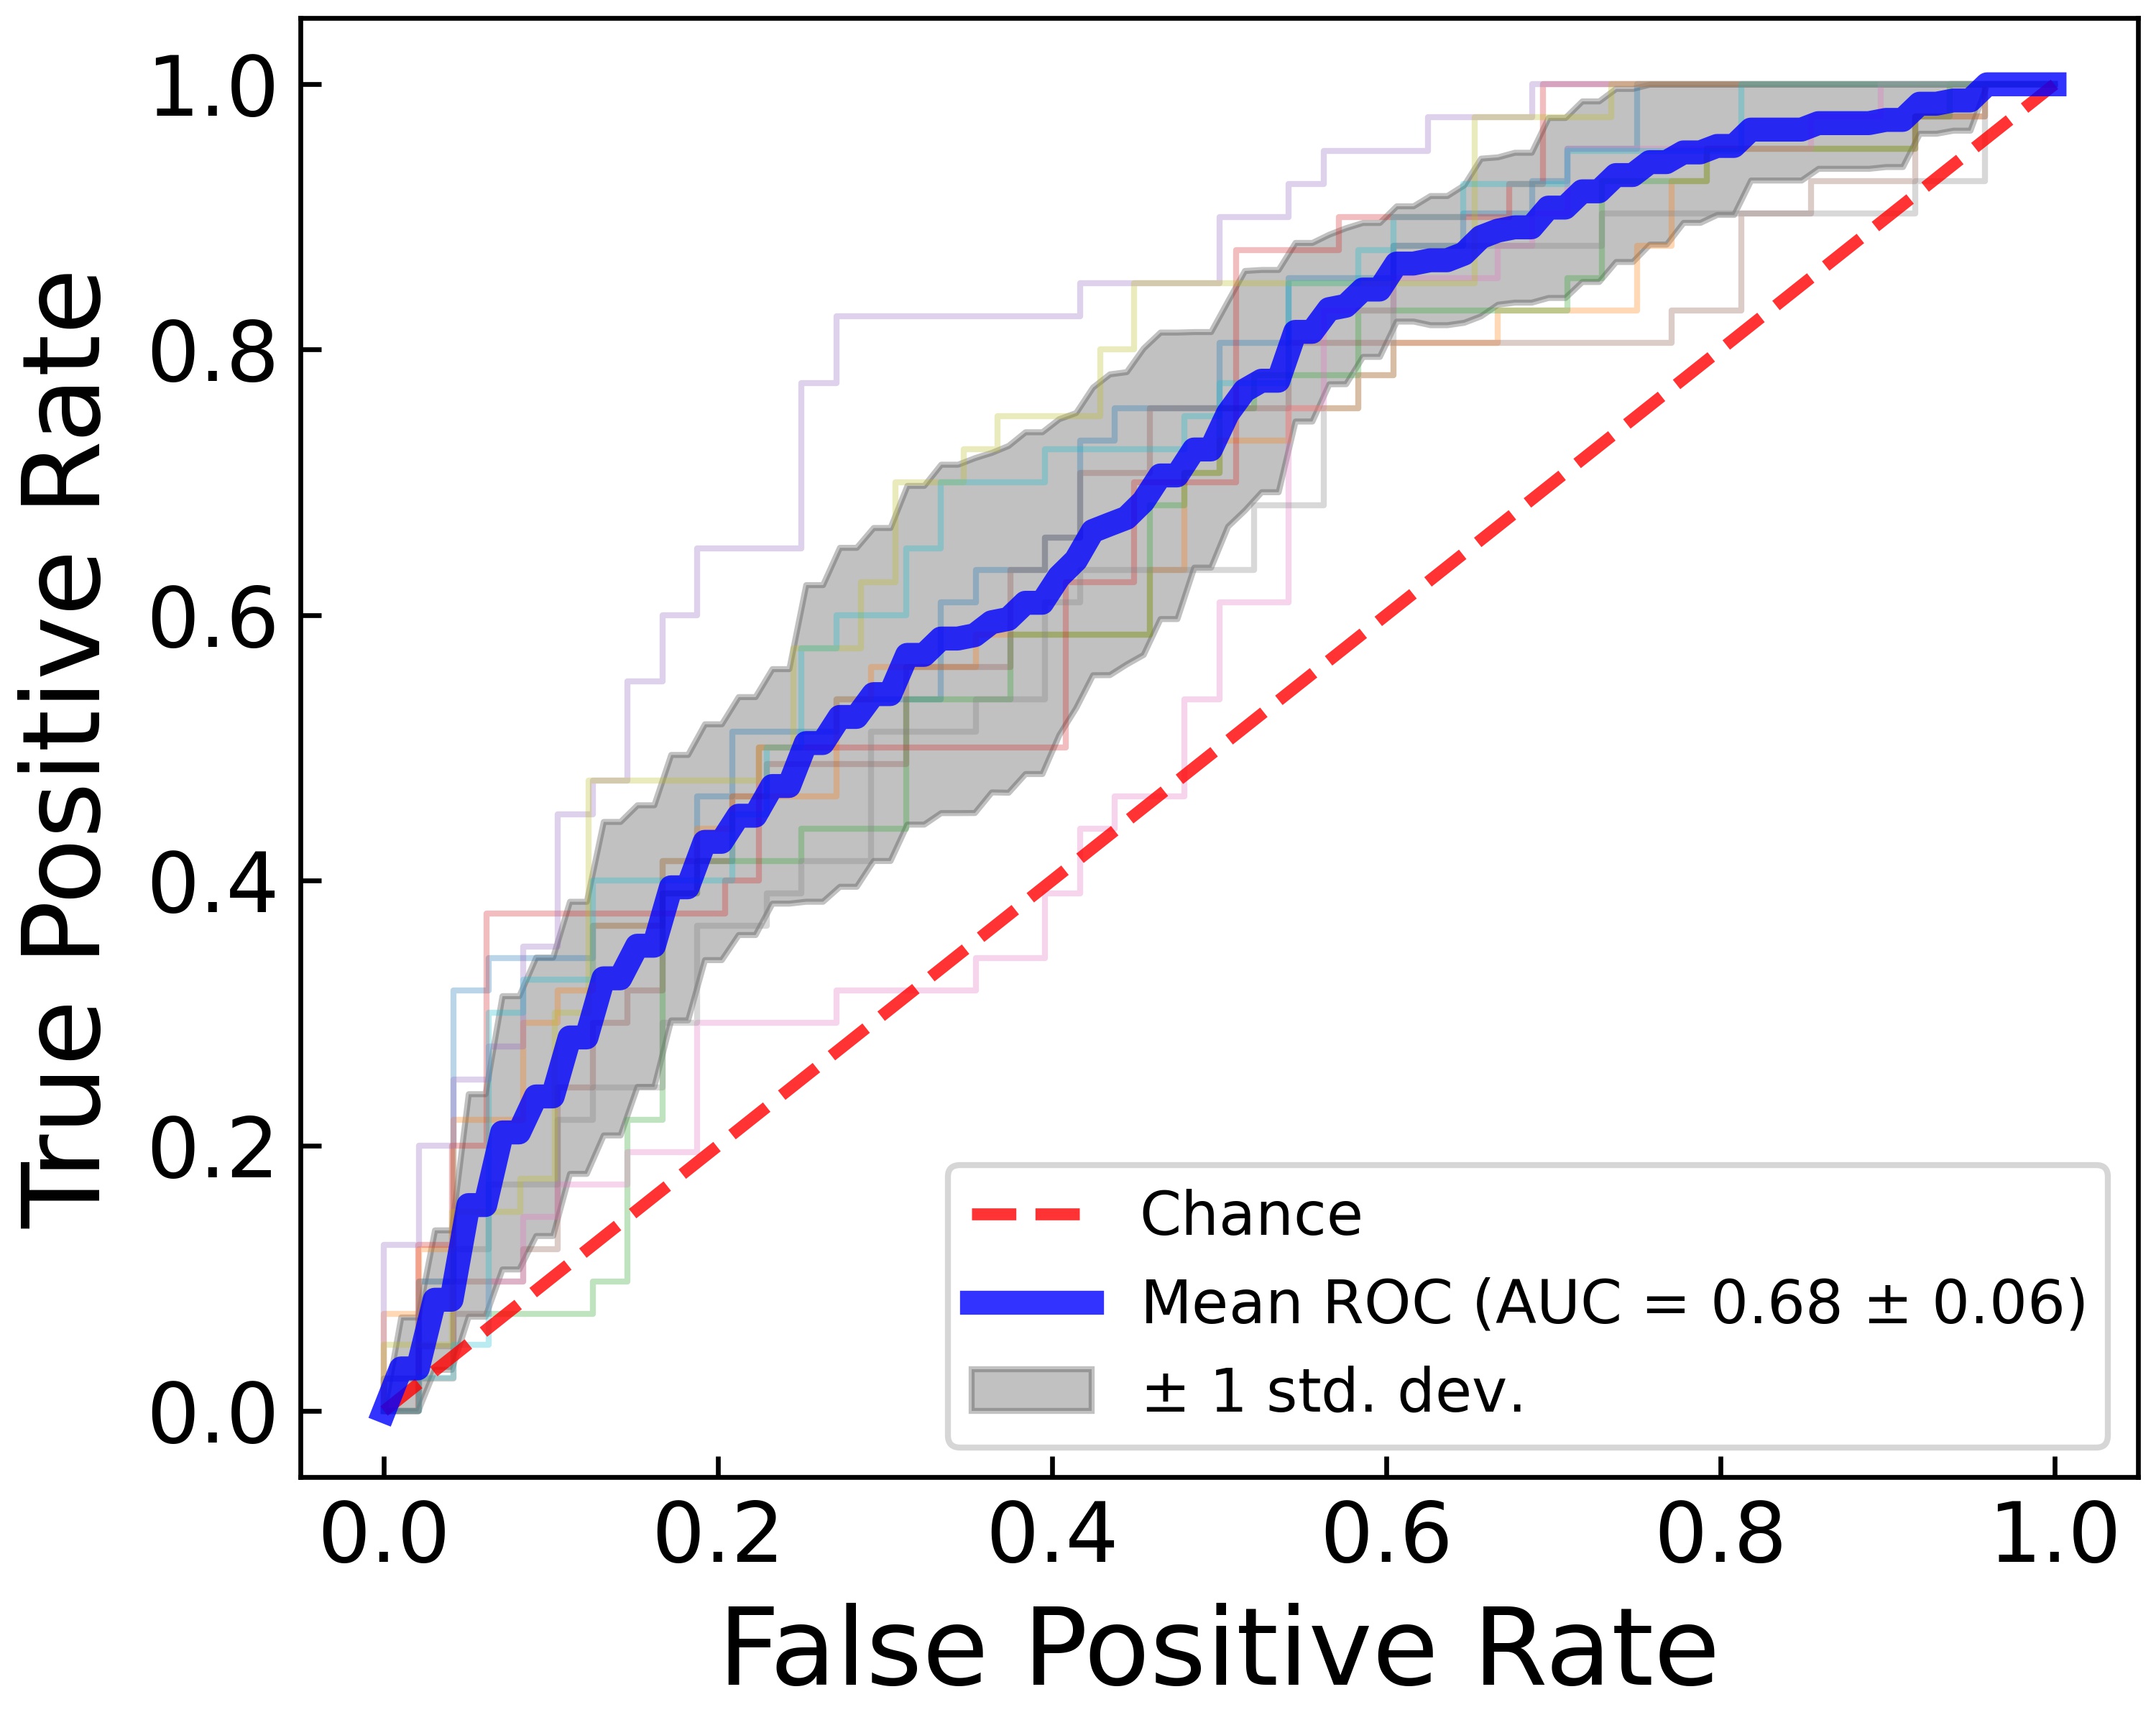 True Positive Rate
1.0
0.8
0.6
0.4
0.2
0.0
Chance
Mean ROC (AUC = 0.68 ± 0.06)
± 1 std. dev.
0.0 0.2 0.4 0.6 0.8 1.0
False Positive Rate